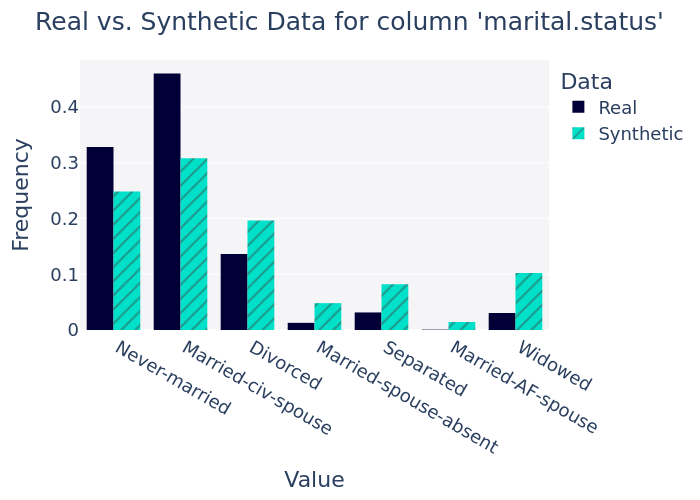 Real vs. Synthetic Data for column 'marital.status'
Data
Real
Synthetic
Frequency
0.4
0.3
0.2
0.1
0
Never-married
Married-civ-spouse
Divorced
Married-spouse-absent
Separated
Married-AF-spouse
Widowed
Value